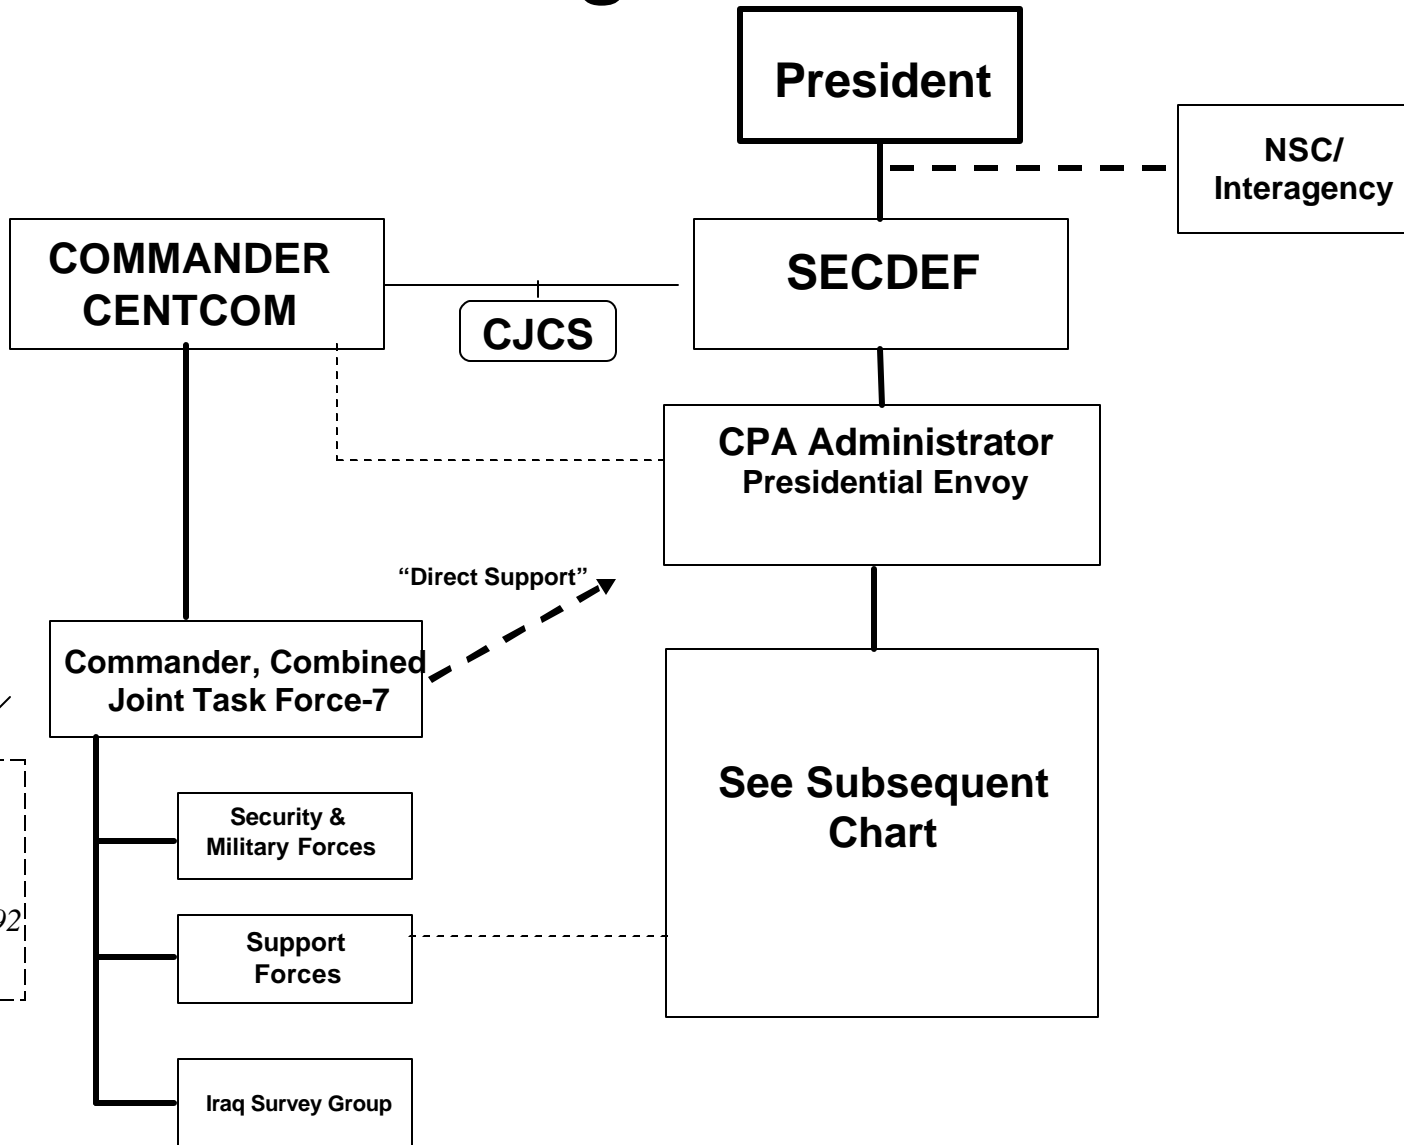 President
NSC/
Interagency
COMMANDER
CENTCOM
CJCS
SECDEF
CPA Administrator
Presidential Envoy
“Direct Support”
Commander, Combined
Joint Task Force-7
See Subsequent
Chart
Security &
Military Forces
Support
Forces
Iraq Survey Group